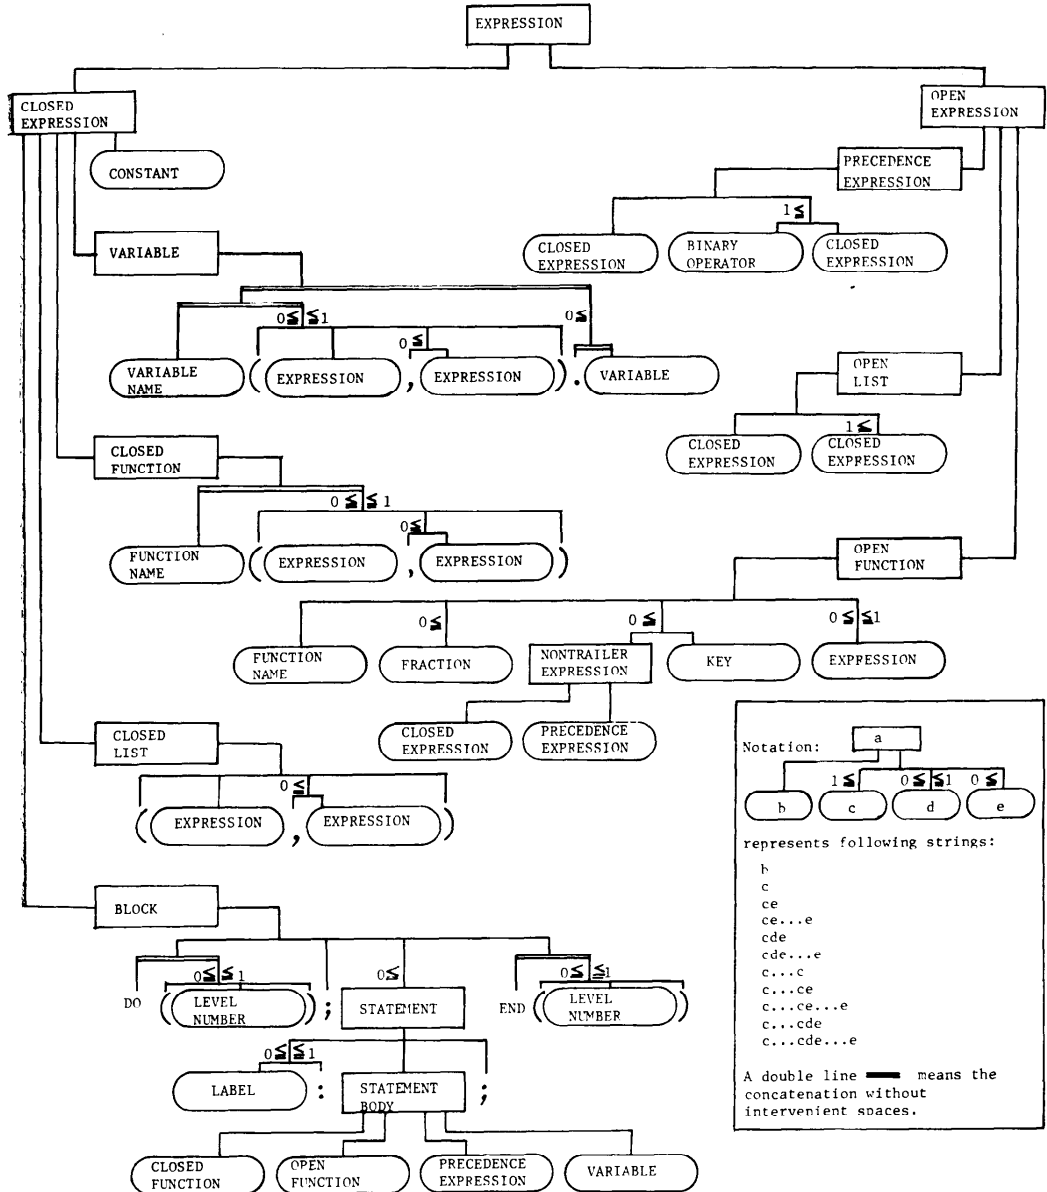 EXPRESSION
CLOSED
EXPRESSION
OPEN
EXPRESSION
CONSTANT
PRECEDENCE
EXPRESSION
1≦
CLOSED
EXPRESSION
BINARY
OPERATOR
CLOSED
EXPRESSION
VARIABLE
0≦ ≦1
0≦
0≦
VARIABLE
NAME
( EXPRESSION , EXPRESSION ) . VARIABLE
OPEN
LIST
1≦
CLOSED
EXPRESSION
CLOSED
EXPRESSION
CLOSED
FUNCTION
0 ≦ ≦ 1
0≦
FUNCTION
NAME
( EXPRESSION , EXPRESSION )
OPEN
FUNCTION
0≦
0≦
0 ≦ ≦1
FUNCTION
NAME
FRACTION
NONTRAILER
EXPRESSION
KEY
EXPRESSION
CLOSED
EXPRESSION
PRECEDENCE
EXPRESSION
CLOSED
LIST
0≦
( EXPRESSION , EXPRESSION )
BLOCK
0≦ ≦1
0≦
0≦ ≦1
DO ( LEVEL
NUMBER ) ; STATEMENT
END ( LEVEL
NUMBER )
0≦ ≦1
LABEL : STATEMENT
BODY ;
CLOSED
FUNCTION
OPEN
FUNCTION
PRECEDENCE
EXPRESSION
VARIABLE
Notation:
a
1≦ 0≦ ≦1 0≦
b c d e
represents following strings:
b
c
ce
ce...e
cde
cde...e
c...c
c...ce
c...ce...e
c...cde
c...cde...e
A double line means the
concatenation without
intervenient spaces.